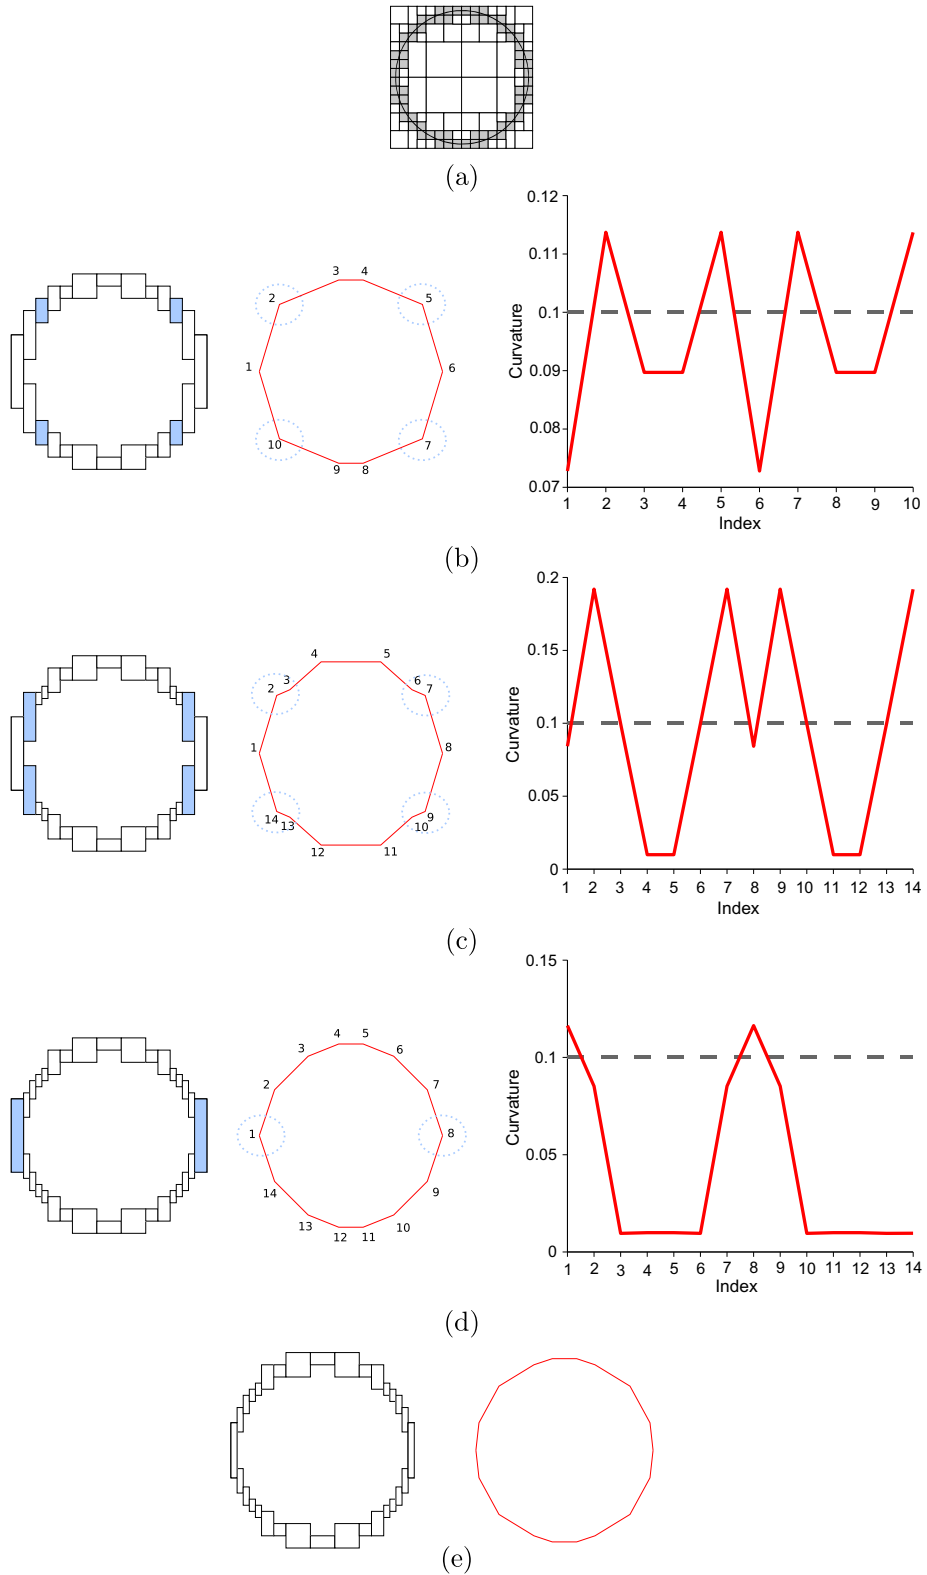 (a)
0.12
0.11
0.1
0.09
0.08
0.07
Curvature
1 2 3 4 5 6 7 8 9 10
Index
3 4
2 5
1 6
10 7
9 8
(b)
0.2
0.15
0.1
0.05
0
Curvature
1 2 3 4 5 6 7 8 9 10 11 12 13 14
Index
4 5
2 3 6 7
1 8
14 13 10 9
12 11
(c)
0.15
0.1
0.05
0
Curvature
1 2 3 4 5 6 7 8 9 10 11 12 13 14
Index
4 5
3 6
2 7
1 8
14 9
13 10
12 11
(d)
(e)